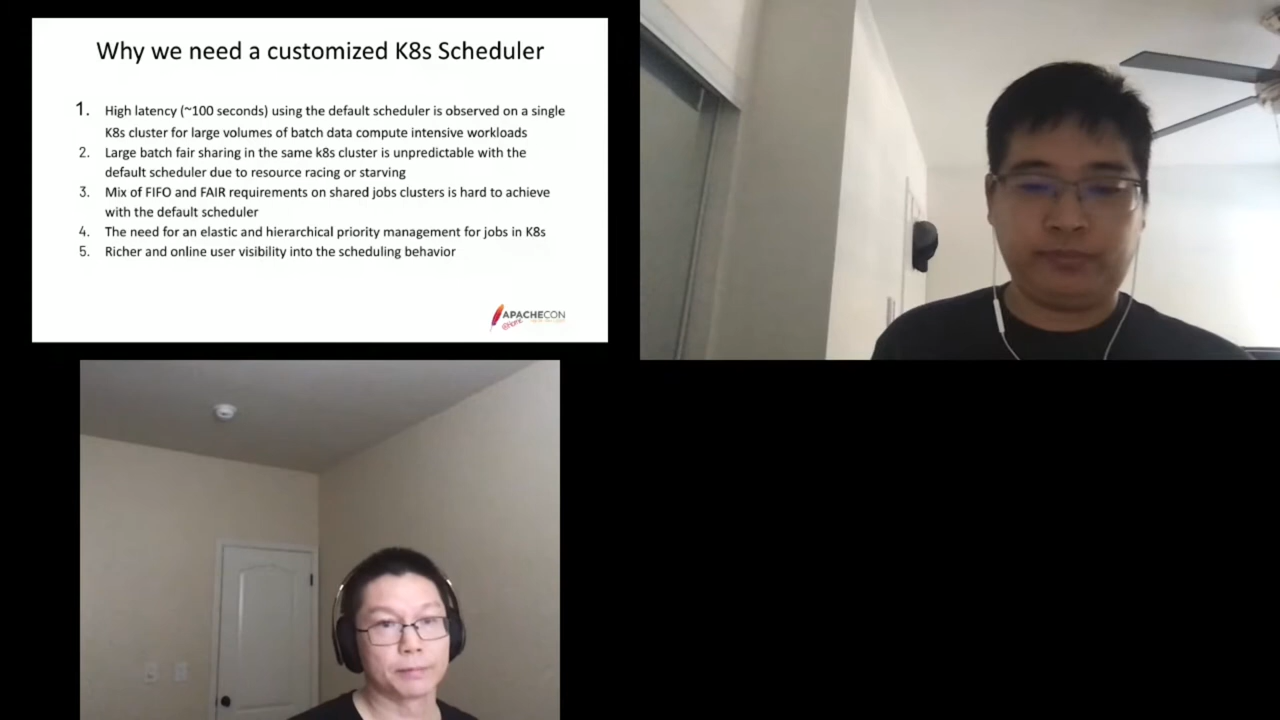 Why we need a customized K8s Scheduler
1. High latency (~100 seconds) using the default scheduler is observed on a single
K8s cluster for large volumes of batch data compute intensive workloads
2. Large batch fair sharing in the same k8s cluster is unpredictable with the
default scheduler due to resource racing or starving
3. Mix of FIFO and FAIR requirements on shared jobs clusters is hard to achieve
with the default scheduler
4. The need for an elastic and hierarchical priority management for jobs in K8s
5. Richer and online user visibility into the scheduling behavior
APACHECON
@Home